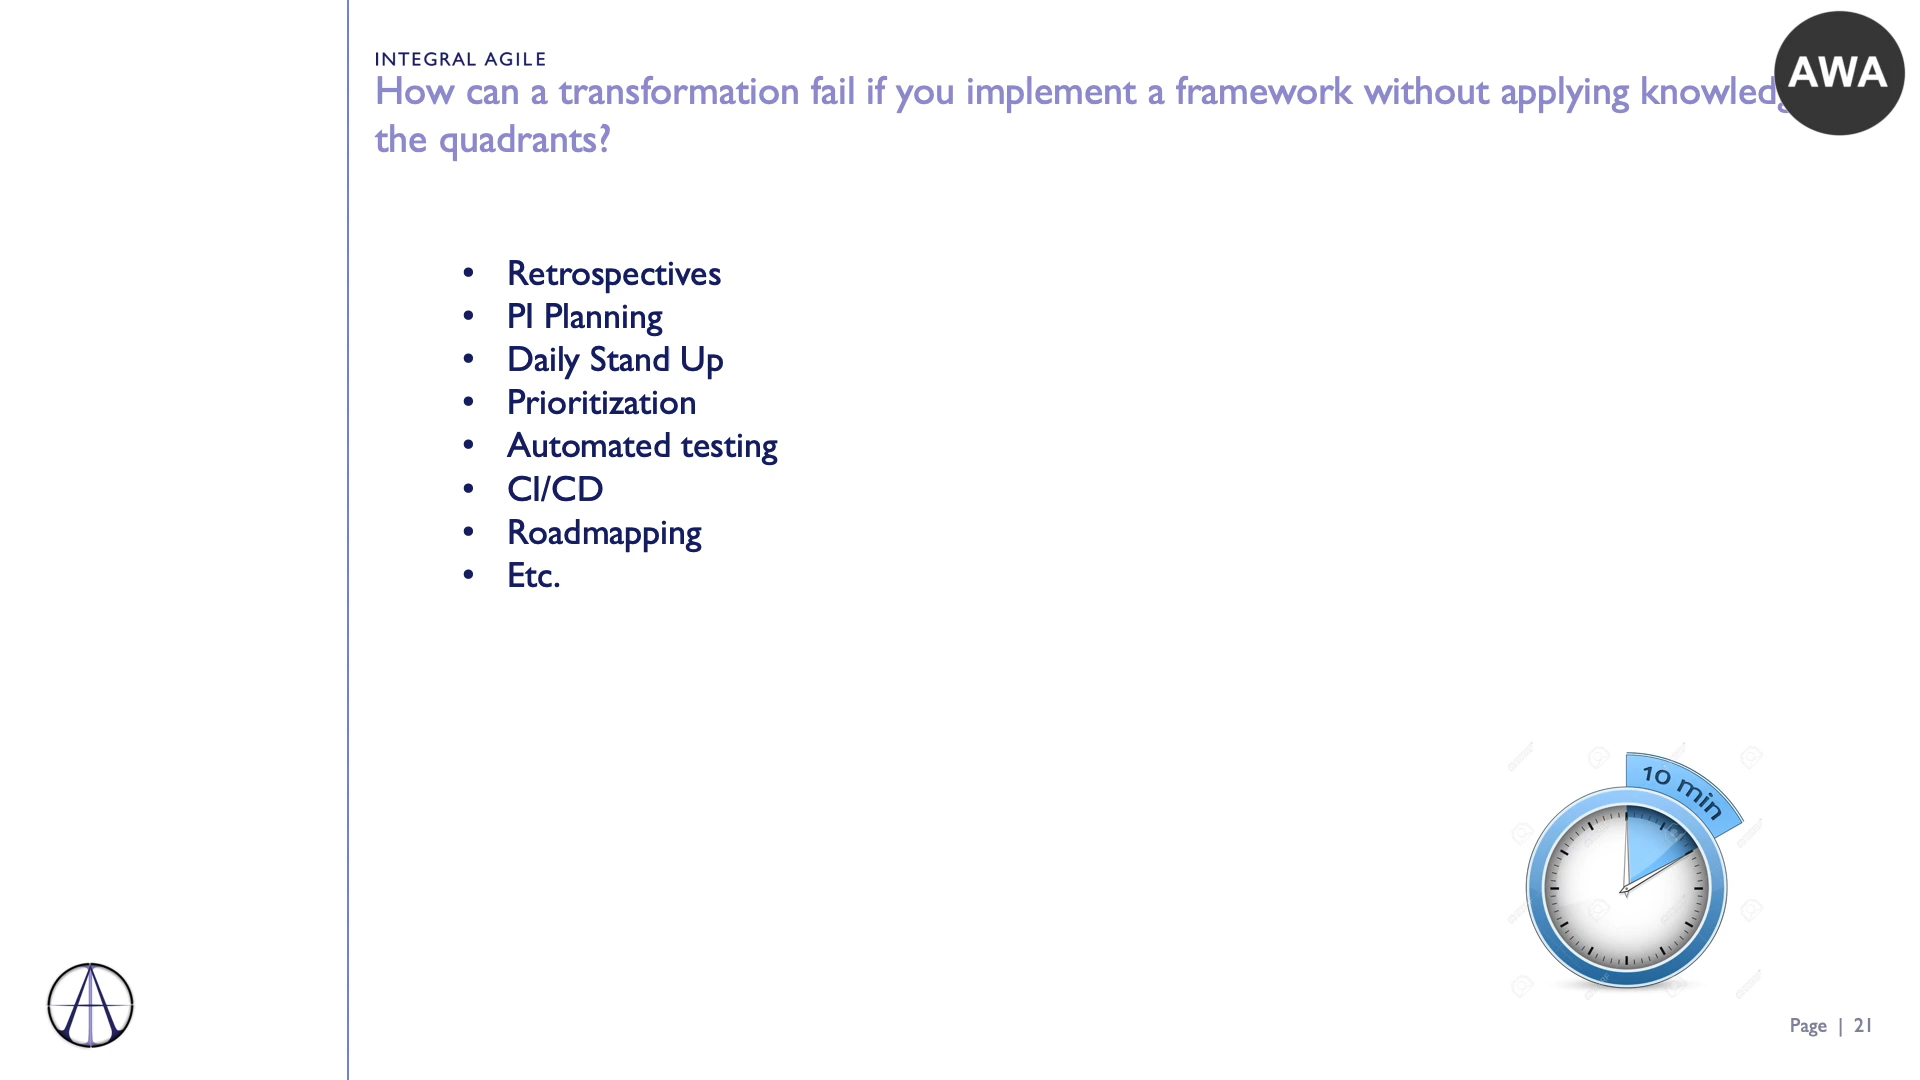 INTEGRAL AGILE
How can a transformation fail if you implement a framework without applying
the quadrants?
AWA
• Retrospectives
• PI Planning
• Daily Stand Up
• Prioritization
• Automated testing
• CI/CD
• Roadmapping
• Etc.
10 min
Page | 21